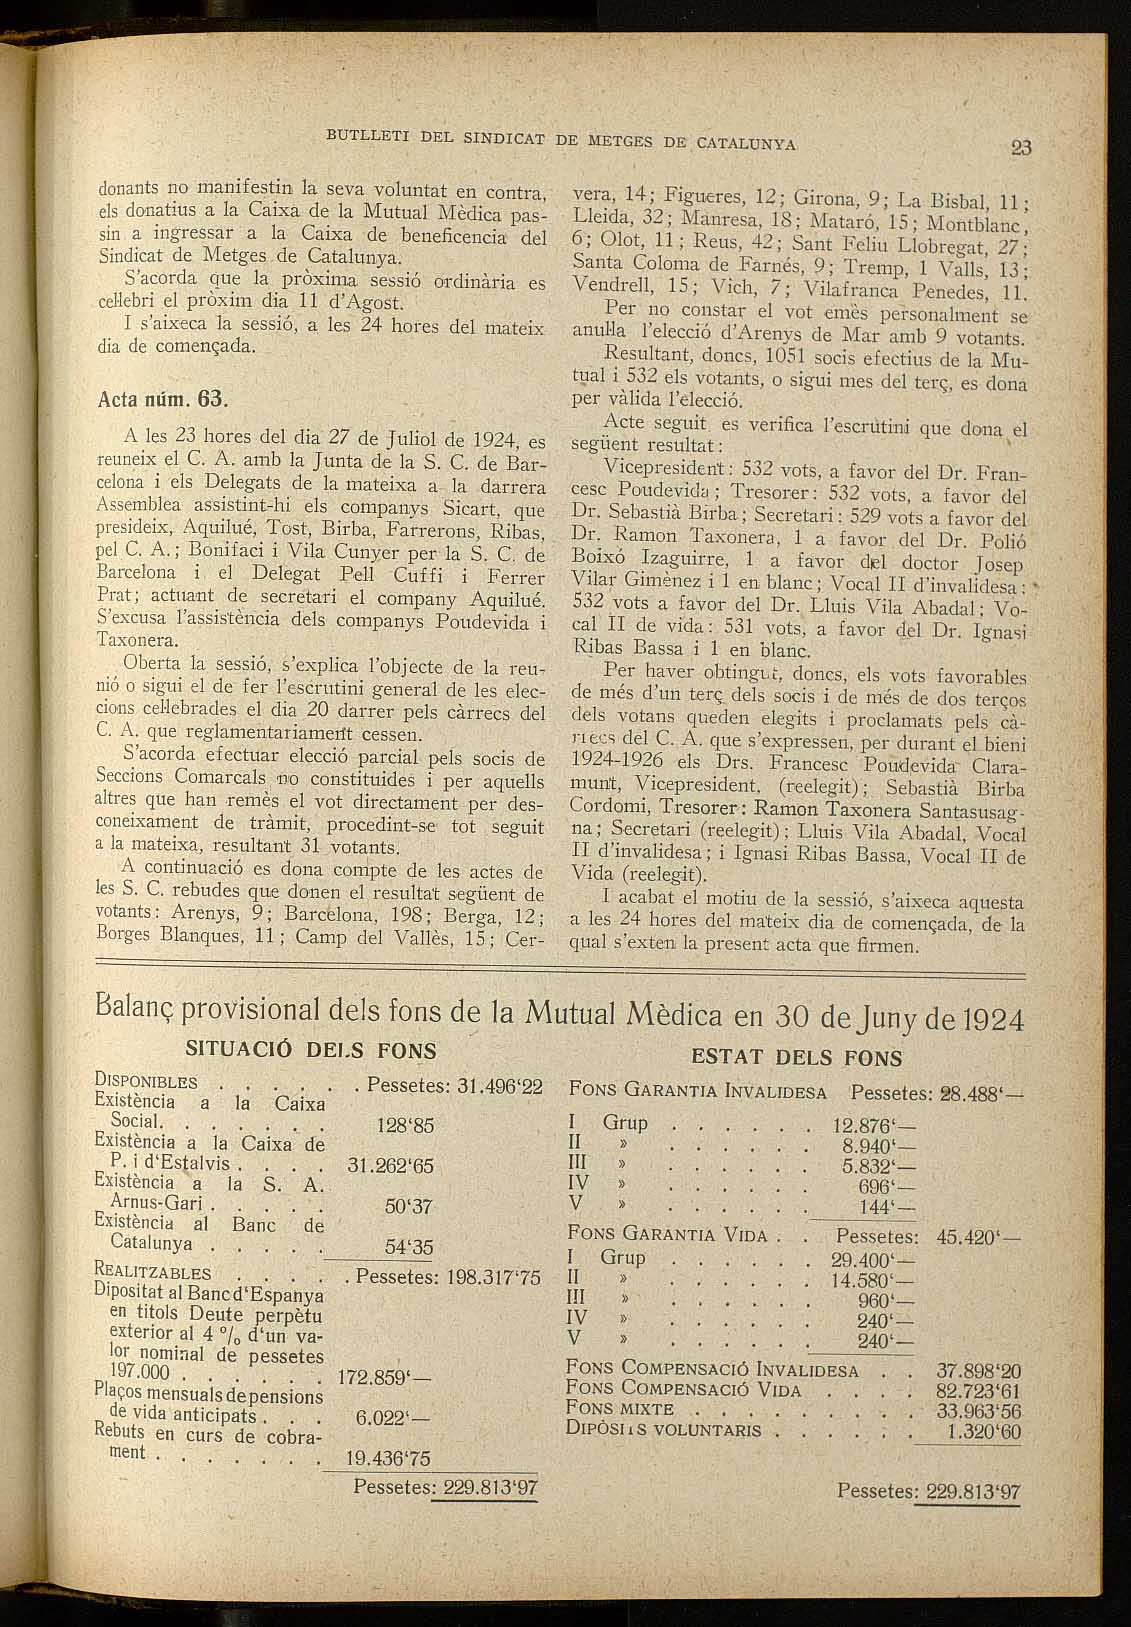 BUTLLETI DEL SINDICAT DE METGES DE CATALUNYA
23
donants no manifestin la seva voluntat en contra,
els donatius a la Caixa de la Mutual Mèdica pas-
sin a ingressar a la Caixa de beneficencia del
Sindicat de Metges de Catalunya.
S'acorda que la pròxima sessió ordinària es
cel·lebri el pròxim dia 11 d'Agost.
I s'aixeca la sessió, a les 24 hores del mateix
dia de començada.
Acta núm. 63.
A les 23 hores del dia 27 de Juliol de 1924, es
reuneix el C. A. amb la Junta de la S. C. de Bar-
celona i els Delegats de la mateixa a la darrera
Assemblea assistint-hi els companys Sicart, que
presideix, Aquilué, Tost, Birba, Farrerons, Ribas,
pel C. A.; Bonifaci i Vila Cunyer per la S. C. de
Barcelona i el Delegat Pell Cuffi i Ferrer
Prat; actuant de secretari el company Aquilué.
S'excusa l'assistència dels companys Poudevida i
Taxonera.
Oberta la sessió, s'explica l'objecte de la reu-
nió o sigui el de fer l'escrutini general de les elec-
cions cel·lebrades el dia 20 darrer pels càrrecs del
C. A. que reglamentariament cessen.
S'acorda efectuar elecció parcial pels socis de
Seccions Comarcals no constituides i per aquells
altres que han remès el vot directament per des-
coneixament de tràmit, procedint-se tot seguit
a la mateixa, resultant 31 votants.
A continuació es dona compte de les actes de
les S. C. rebudes que donen el resultat següent de
votants: Arenys, 9; Barcelona, 198; Berga, 12;
Borges Blanques, 11; Camp del Vallès, 15; Cer-
vera, 14; Figueres, 12; Girona, 9; La Bisbal, 11;
Lleida, 32; Manresa, 18; Mataró, 15; Montblanc,
6; Olot, 11; Reus, 42; Sant Feliu Llobregat, 27;
Santa Coloma de Farnés, 9; Tremp, 1 Valls, 13;
Vendrell, 15; Vich, 7; Vilafranca Penedes, 11.
Per no constar el vot emès personalment se
anul·la l'elecció d'Arenys de Mar amb 9 votants.
Resultant, doncs, 1051 socis efectius de la Mu-
tual i 532 els votants, o sigui mes del terç, es dona
per vàlida l'elecció.
Acte seguit es verifica l'escrutini que dona el
següent resultat:
Vicepresident: 532 vots, a favor del Dr. Fran-
cesc Poudevida; Tresorer: 532 vots, a favor del
Dr. Sebastià Birba; Secretari: 529 vots a favor del
Dr. Ramon Taxonera, 1 a favor del Dr. Polió
Boixó Izaguirre, 1 a favor del doctor Josep
Vilar Gimènez i 1 en blanc; Vocal II d'invalidesa:
532 vots a favor del Dr. Lluis Vila Abadal; Vo-
cal II de vida: 531 vots, a favor del Dr. Ignasi
Ribas Bassa i 1 en blanc.
Per haver obtingut, doncs, els vots favorables
de més d'un terç dels socis i de més de dos terços
dels votans queden elegits i proclamats pels cà-
rrecs del C. A. que s'expressen, per durant el bieni
1924-1926 els Drs. Francesc Poudevida Clara-
munt, Vicepresident, (reelegit); Sebastià Birba
Cordomi, Tresorer: Ramon Taxonera Santasusag-
na; Secretari (reelegit); Lluis Vila Abadal, Vocal
II d'invalidesa; i Ignasi Ribas Bassa, Vocal II de
Vida (reelegit).
I acabat el motiu de la sessió, s'aixeca aquesta
a les 24 hores del mateix dia de començada, de la
qual s'exten la present acta que firmen.
Balanç provisional dels fons de la Mutual Mèdica en 30 de Juny de 1924
SITUACIÓ DELS FONS
DISPONIBLES . . . . . . Pessetes: 31.496'22
Existència a la Caixa
Social. . . . . . . 128'85
Existència a la Caixa de
P. i d'Estalvis . . . . 31.262'65
Existència a la S. A.
Arnus-Gari . . . . . 50'37
Existència al Banc de
Catalunya . . . . . 54'35
REALITZABLES . . . . . Pessetes: 198.317'75
Dipositat al Banc d'Espanya
en titols Deute perpètu
exterior al 4 % d'un va-
lor nominal de pessetes
197.000 . . . . . . 172.859'—
Plaços mensuals de pensions
de vida anticipats . . . 6.022'—
Rebuts en curs de cobra-
ment . . . . . . . 19.436'75
Pessetes: 229.813'97
ESTAT DELS FONS
FONS GARANTIA INVALIDESA Pessetes: 28.488'—
I Grup . . . . . . 12.876'—
II » . . . . . . 8.940'—
III » . . . . . . 5.832'—
IV » . . . . . . 696'—
V » . . . . . . 144'—
FONS GARANTIA VIDA . . Pessetes: 45.420'—
I Grup . . . . . . 29.400'—
II » . . . . . . 14.580'—
III » . . . . . . 960'—
IV » . . . . . . 240'—
V » . . . . . . 240'—
FONS COMPENSACIÓ INVALIDESA . . 37.898'20
FONS COMPENSACIÓ VIDA . . . . 82.723'61
FONS MIXTE . . . . . . . . . 33.963'56
DIPÒSITS VOLUNTARIS . . . . . . 1.320'60
Pessetes: 229.813'97